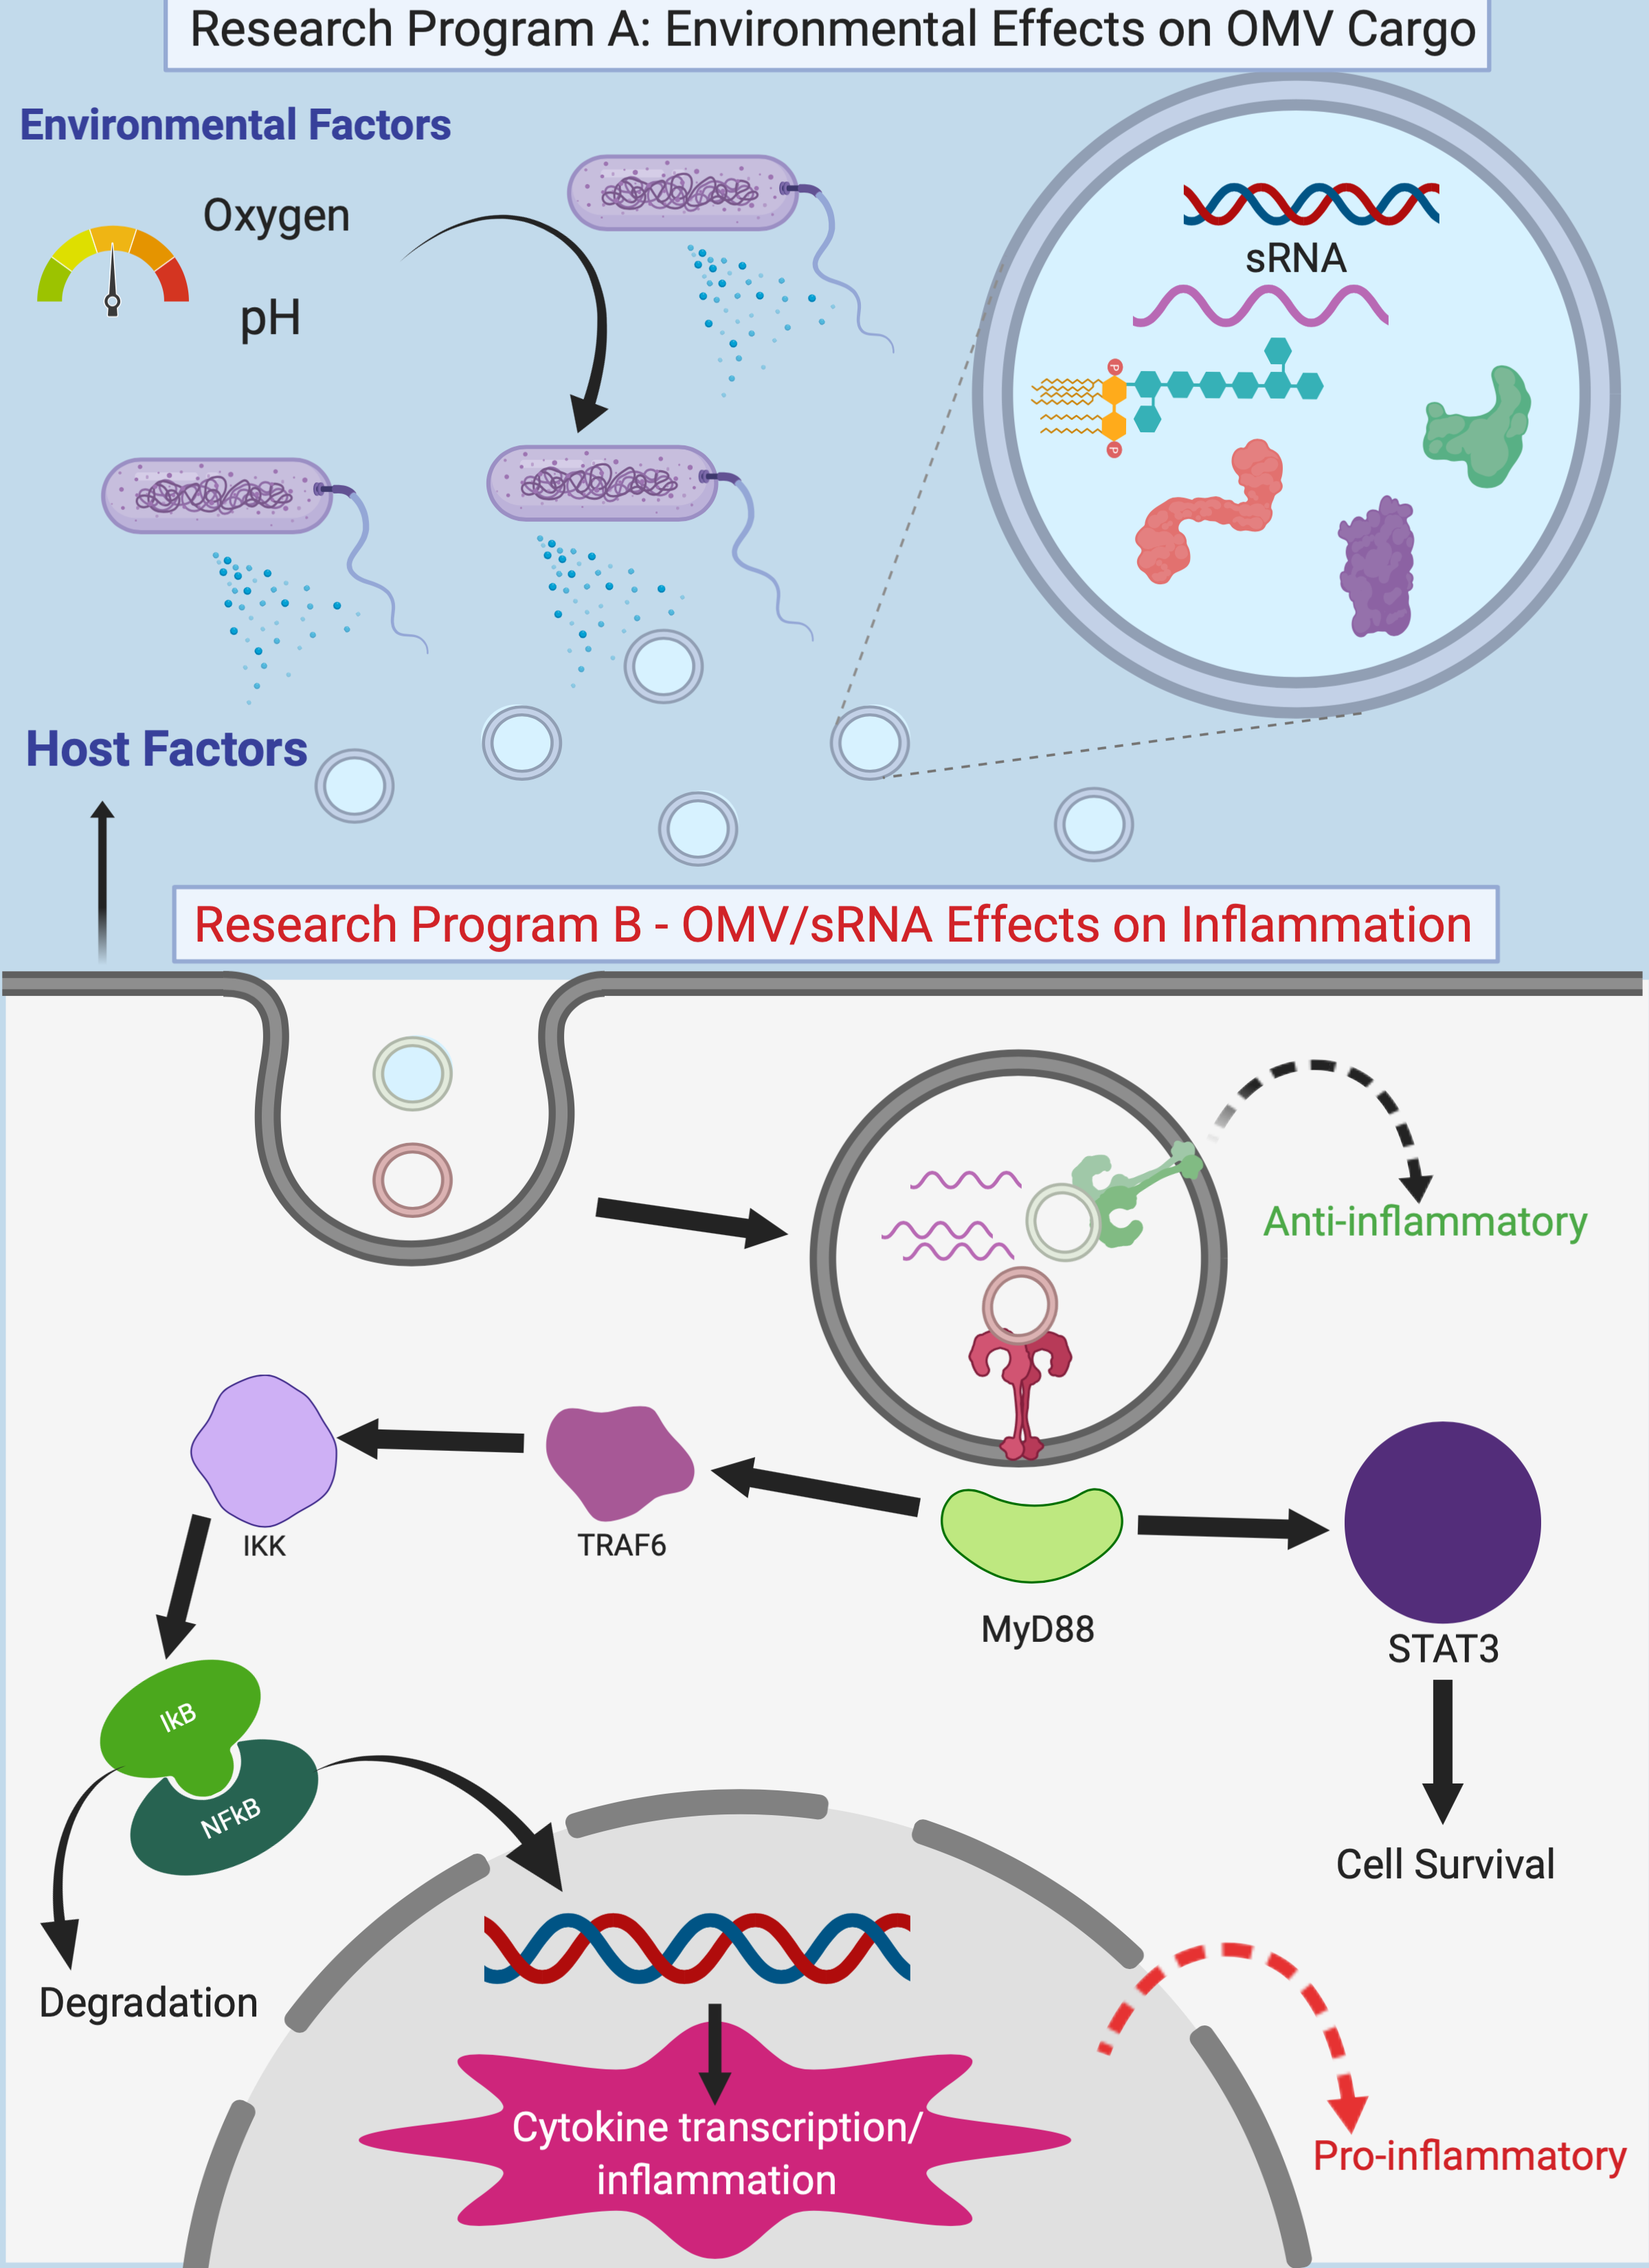 Research Program A: Environmental Effects on OMV Cargo
Environmental Factors
Oxygen
pH
sRNA
P
P
Host Factors
Research Program B - OMV/sRNA Effects on Inflammation
Anti-inflammatory
IKK
TRAF6
MyD88
STAT3
IkB
NFkB
Cell Survival
Degradation
Cytokine transcription/
inflammation
Pro-inflammatory